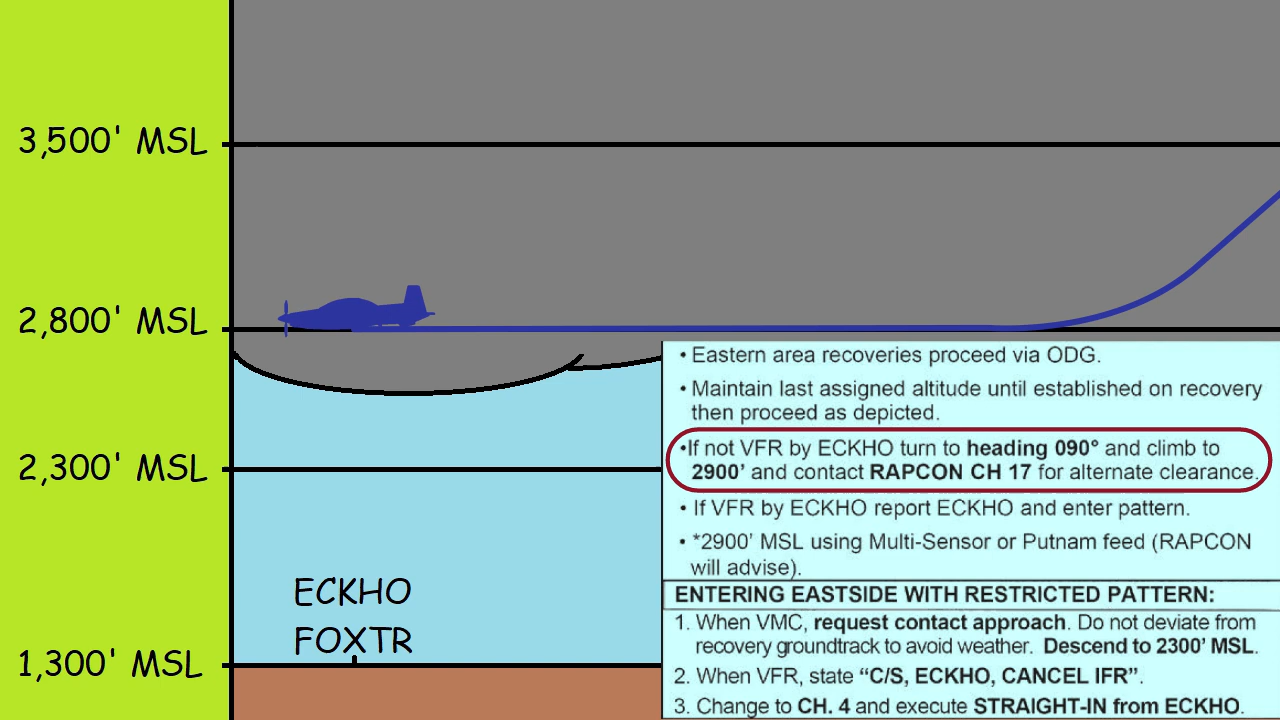 3,500' MSL
2,800' MSL
2,300' MSL
ECKHO
FOXTR
1,300' MSL
• Eastern area recoveries proceed via ODG.
• Maintain last assigned altitude until established on recovery
then proceed as depicted.
•If not VFR by ECKHO turn to heading 090° and climb to
2900' and contact RAPCON CH 17 for alternate clearance.
• If VFR by ECKHO report ECKHO and enter pattern.
• *2900' MSL using Multi-Sensor or Putnam feed (RAPCON
will advise).
ENTERING EASTSIDE WITH RESTRICTED PATTERN:
1. When VMC, request contact approach. Do not deviate from
recovery groundtrack to avoid weather. Descend to 2300' MSL.
2. When VFR, state “C/S, ECKHO, CANCEL IFR”.
3. Change to CH. 4 and execute STRAIGHT-IN from ECKHO.